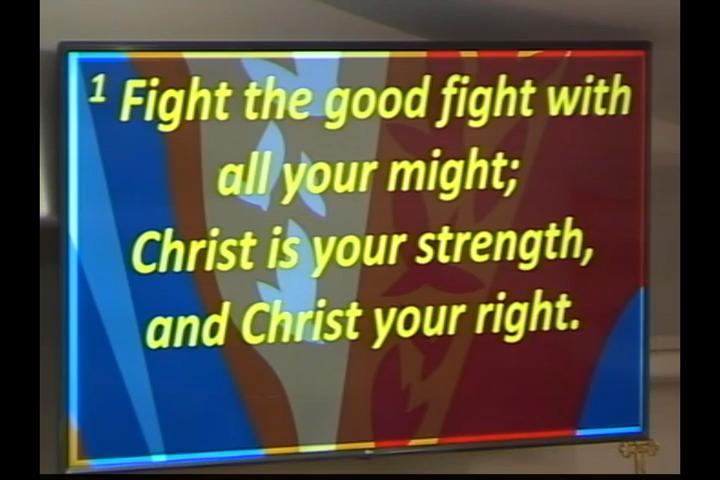 1 Fight the good fight with
all your might;
Christ is your strength,
and Christ your right.